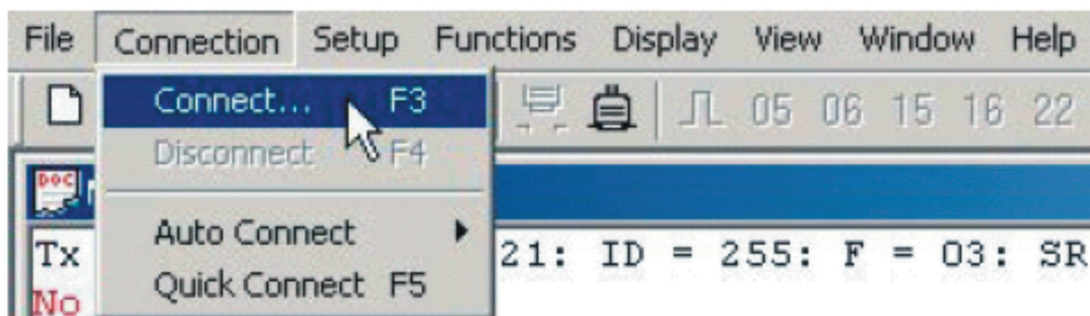 File Connection Setup Functions Display View Window Help
Connect... F3
05 06 15 16 22
Disconnect F4
DOC
Auto Connect
Tx 21: ID = 255: F = 03: SR
Quick Connect F5
No